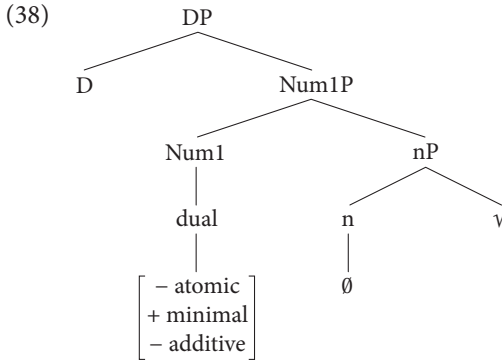 (38)
DP
D Num1P
Num1 nP
dual n
− atomic ∅
+ minimal
− additive